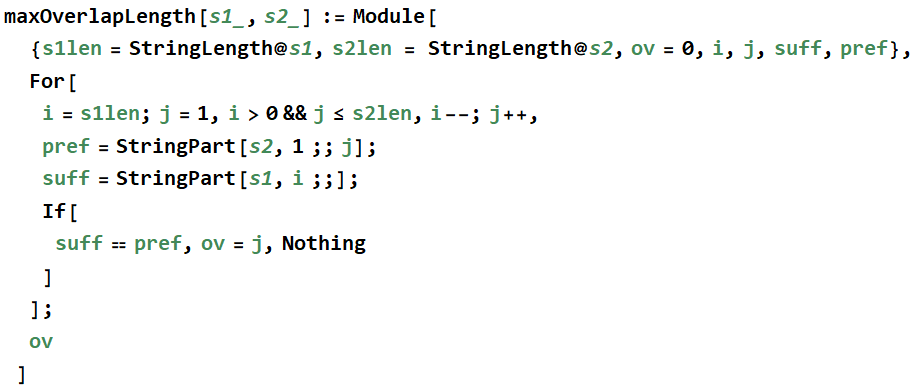 maxOverlapLength[s1_, s2_] := Module[
{s1len = StringLength@s1, s2len = StringLength@s2, ov = 0, i, j, suff, pref},
For[
i = s1len; j = 1, i > 0 && j ≤ s2len, i--; j++,
pref = StringPart[s2, 1 ;; j];
suff = StringPart[s1, i ;;];
If[
suff == pref, ov = j, Nothing
]
];
ov
]